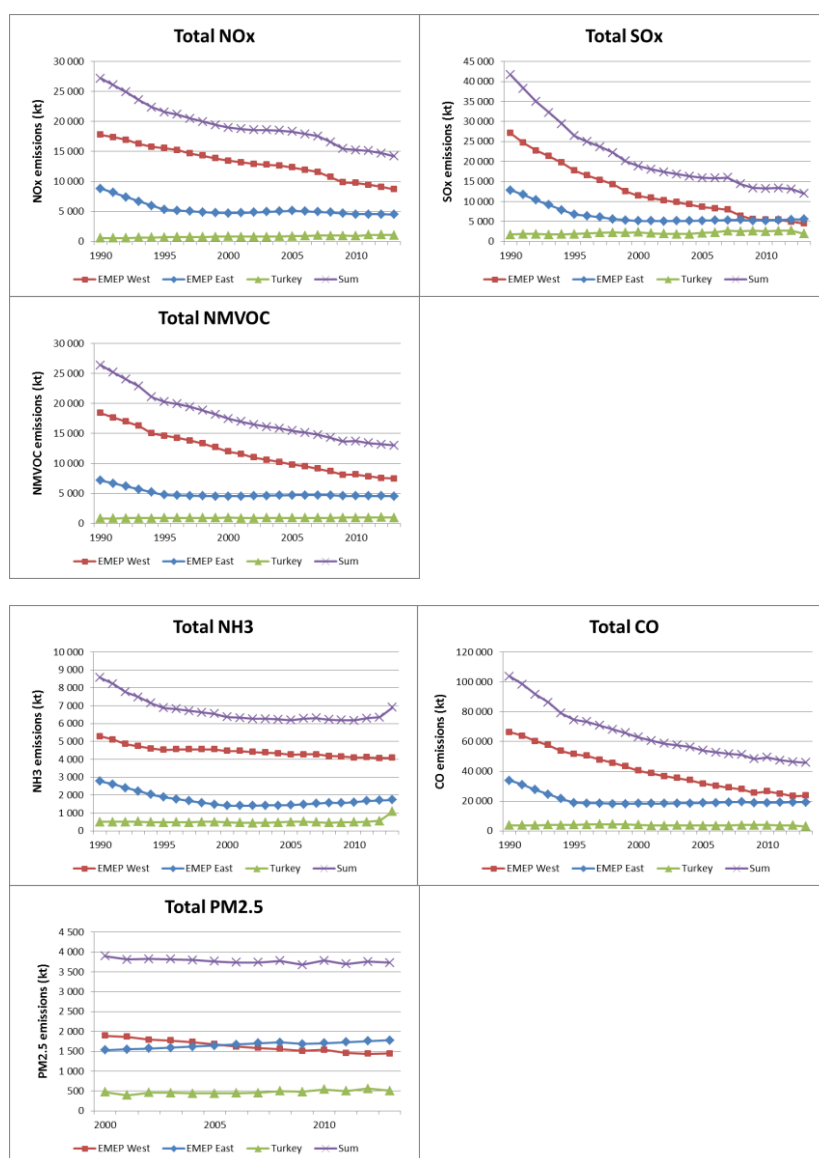 Total NOx
NOx emissions (kt)
30 000
25 000
20 000
15 000
10 000
5 000
0
1990 1995 2000 2005 2010
EMEP West EMEP East Turkey Sum
Total SOx
SOx emissions (kt)
45 000
40 000
35 000
30 000
25 000
20 000
15 000
10 000
5 000
0
1990 1995 2000 2005 2010
EMEP West EMEP East Turkey Sum
Total NMVOC
NMVOC emissions (kt)
30 000
25 000
20 000
15 000
10 000
5 000
0
1990 1995 2000 2005 2010
EMEP West EMEP East Turkey Sum
Total NH3
NH3 emissions (kt)
10 000
9 000
8 000
7 000
6 000
5 000
4 000
3 000
2 000
1 000
0
1990 1995 2000 2005 2010
EMEP West EMEP East Turkey Sum
Total CO
CO emissions (kt)
120 000
100 000
80 000
60 000
40 000
20 000
0
1990 1995 2000 2005 2010
EMEP West EMEP East Turkey Sum
Total PM2.5
PM2.5 emissions (kt)
4 500
4 000
3 500
3 000
2 500
2 000
1 500
1 000
500
0
2000 2005 2010
EMEP West EMEP East Turkey Sum